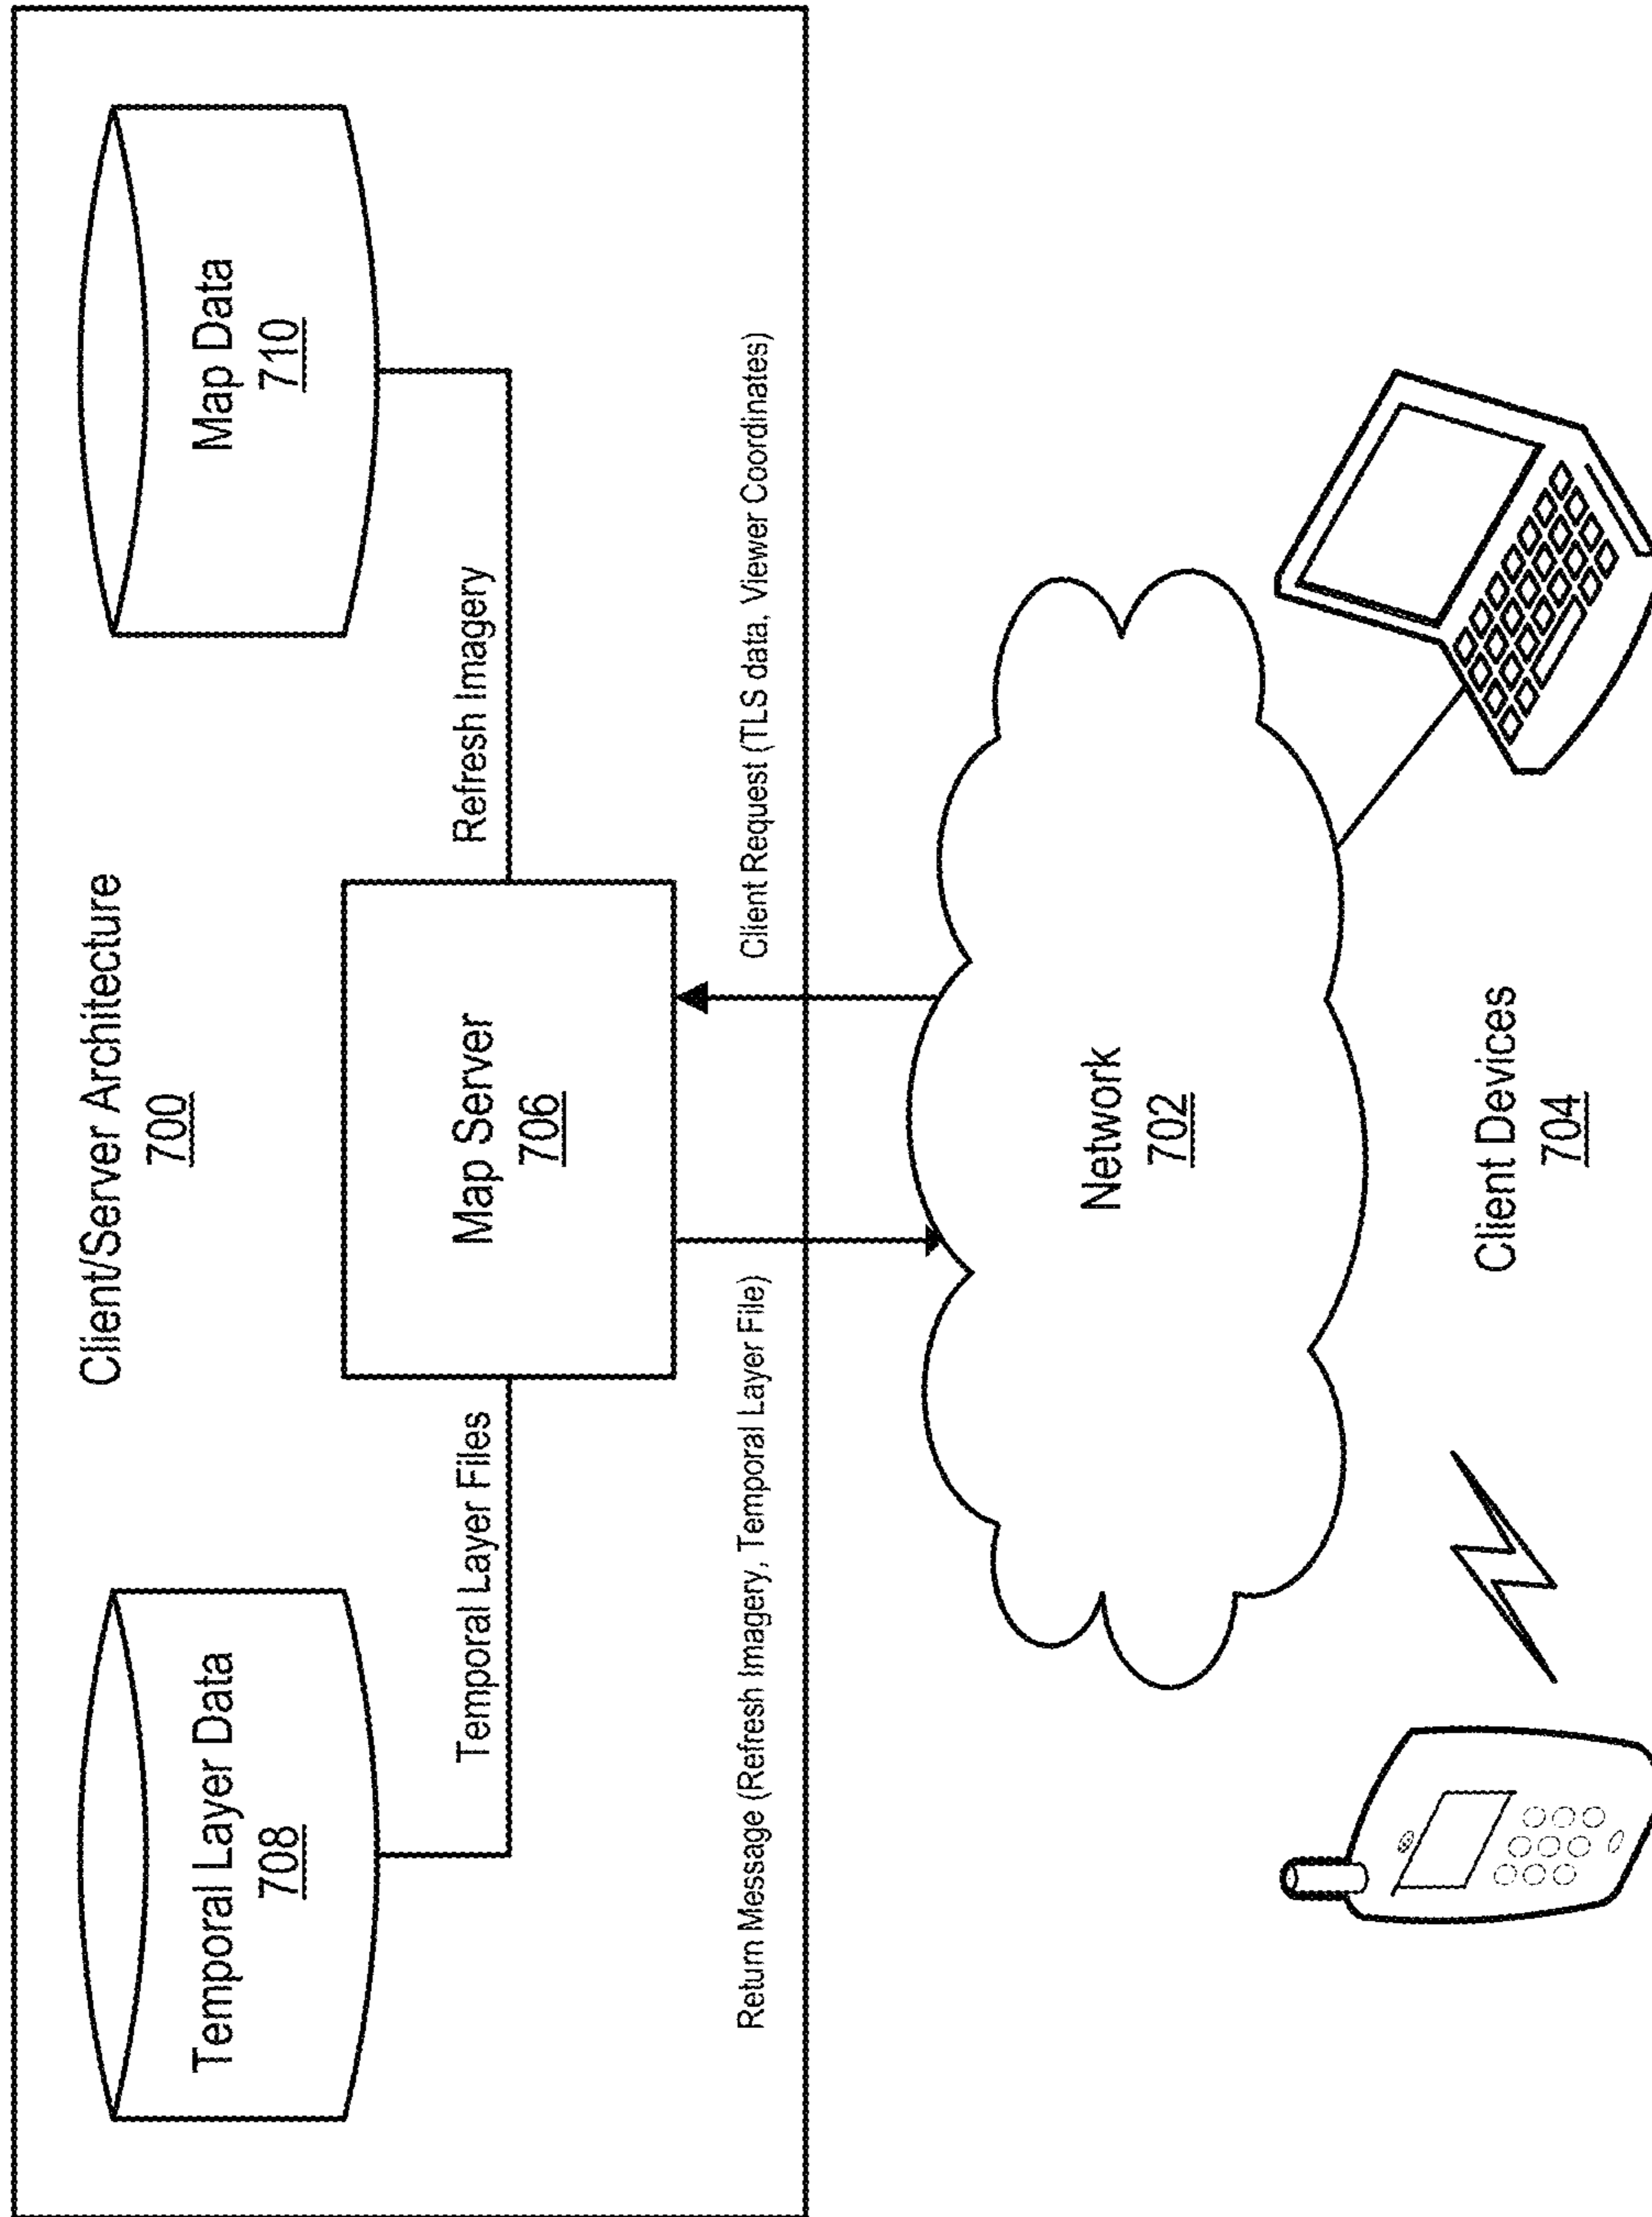 Client/Server Architecture
700
Temporal Layer Data
708
Map Data
710
Temporal Layer Files
Map Server
706
Refresh Imagery
Return Message (Refresh Imagery, Temporal Layer File)
Client Request (TLS data, Viewer Coordinates)
Network
702
Client Devices
704